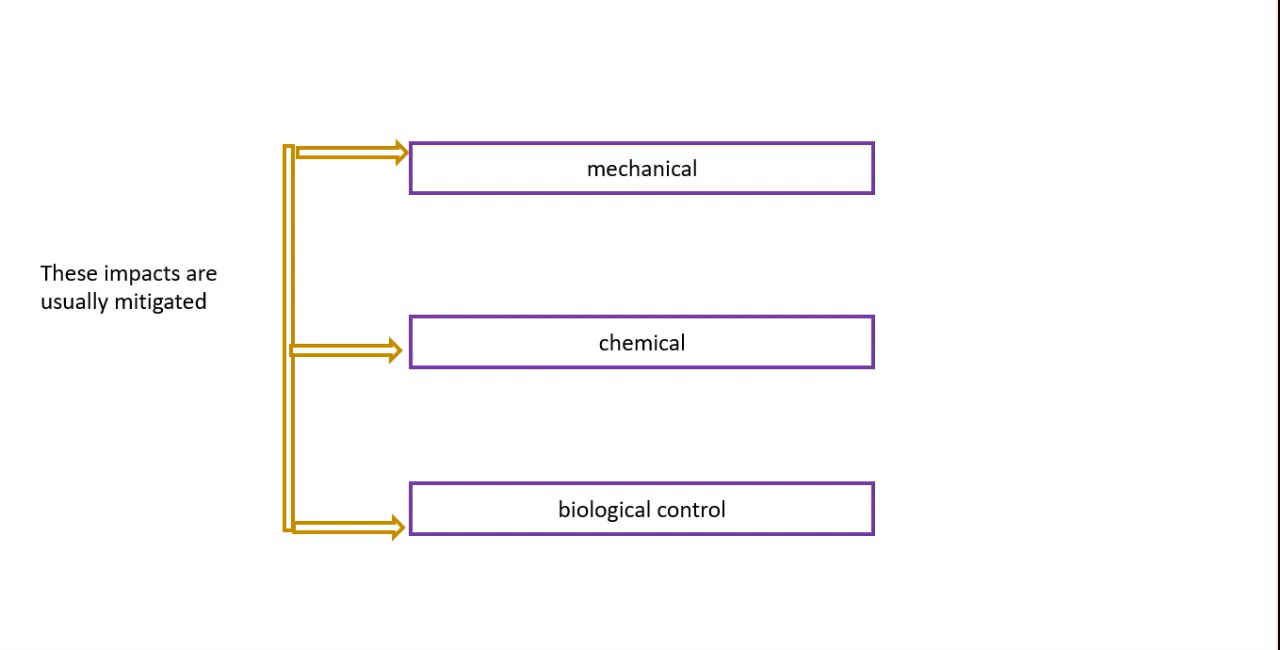 These impacts are
usually mitigated
mechanical
chemical
biological control